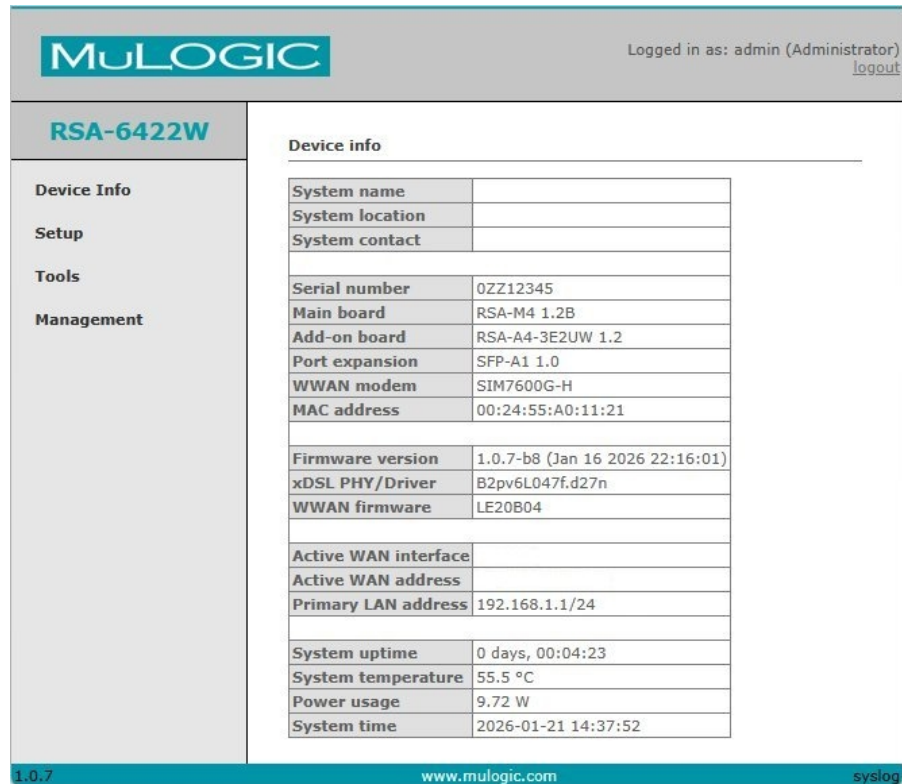 MuLOGIC
Logged in as: admin (Administrator)
logout
RSA-6422W
Device Info
Setup
Tools
Management
Device info
System name
System location
System contact
Serial number 0ZZ12345
Main board RSA-M4 1.2B
Add-on board RSA-A4-3E2UW 1.2
Port expansion SFP-A1 1.0
WWAN modem SIM7600G-H
MAC address 00:24:55:A0:11:21
Firmware version 1.0.7-b8 (Jan 16 2026 22:16:01)
xDSL PHY/Driver B2pv6L047f.d27n
WWAN firmware LE20B04
Active WAN interface
Active WAN address
Primary LAN address 192.168.1.1/24
System uptime 0 days, 00:04:23
System temperature 55.5 °C
Power usage 9.72 W
System time 2026-01-21 14:37:52
1.0.7 www.mulogic.com syslog